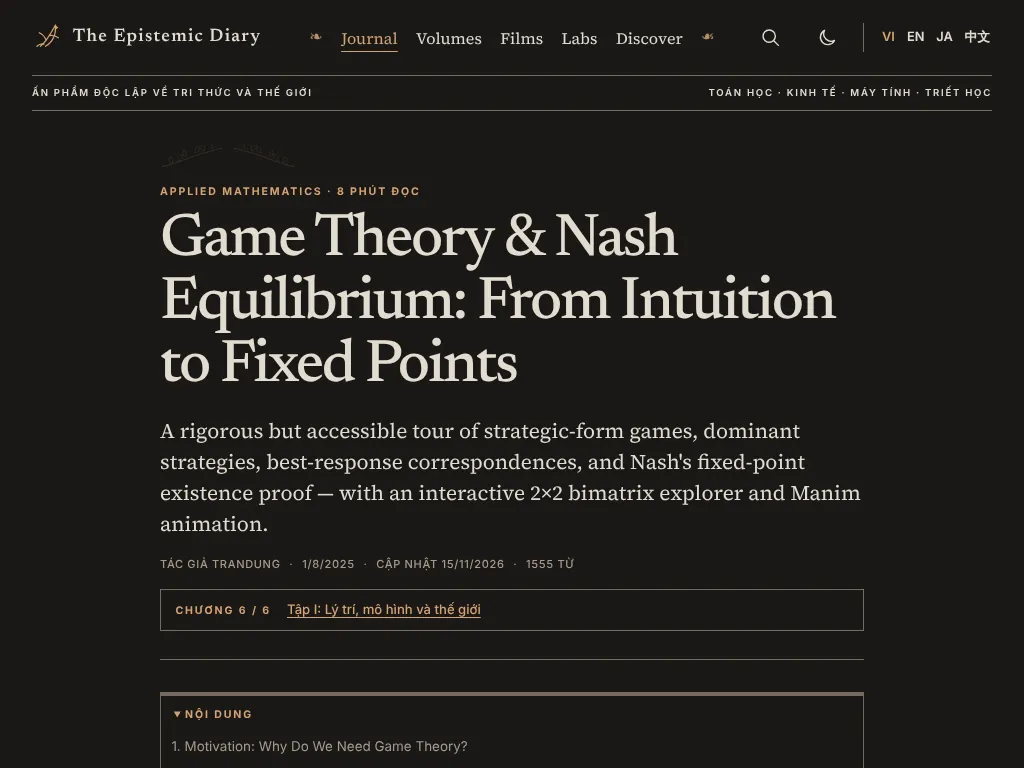 The Epistemic Diary
Journal Volumes Films Labs Discover
VI EN JA 中文
ẤN PHẨM ĐỘC LẬP VỀ TRI THỨC VÀ THẾ GIỚI
TOÁN HỌC · KINH TẾ · MÁY TÍNH · TRIẾT HỌC
APPLIED MATHEMATICS · 8 PHÚT ĐỌC
Game Theory & Nash
Equilibrium: From Intuition
to Fixed Points
A rigorous but accessible tour of strategic-form games, dominant
strategies, best-response correspondences, and Nash's fixed-point
existence proof — with an interactive 2×2 bimatrix explorer and Manim
animation.
TÁC GIẢ TRANDUNG · 1/8/2025 · CẬP NHẬT 15/11/2026 · 1555 TỪ
CHƯƠNG 6 / 6 Tập I: Lý trí, mô hình và thế giới
▾ NỘI DUNG
1. Motivation: Why Do We Need Game Theory?